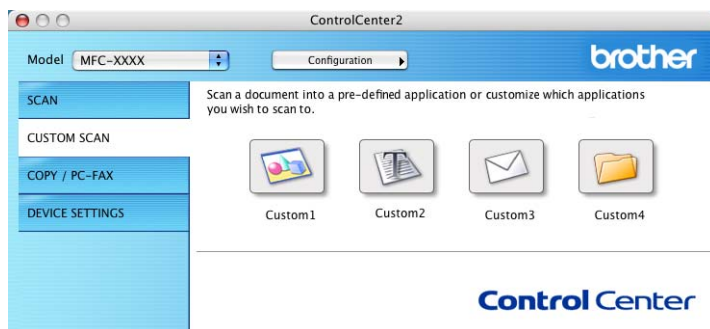 ControlCenter2
Model MFC-XXXX Configuration brother
SCAN
CUSTOM SCAN
COPY / PC-FAX
DEVICE SETTINGS
Scan a document into a pre-defined application or customize which applications
you wish to scan to.
Custom1 Custom2 Custom3 Custom4
Control Center